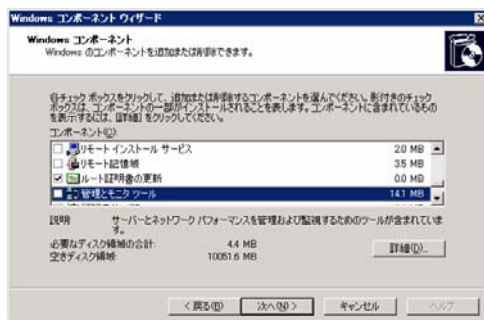 Windows コンポーネント ウィザード
Windows コンポーネント
Windows のコンポーネントを追加または削除できます。
各チェック ボックスをクリックして、追加または削除するコンポーネントを選んでください。影付きのチェック
ボックスは、コンポーネントの一部がインストールされることを表します。コンポーネントに含まれているもの
を表示するには、[詳細] をクリックしてください。
コンポーネント(C):
リモート インストール サービス 2.0 MB
リモート記憶域 3.5 MB
ルート証明書の更新 0.0 MB
管理とモニタ ツール 14.1 MB
説明: サーバーとネットワーク パフォーマンスを管理および監視するためのツールが含まれていま
す。
必要なディスク領域の合計: 4.4 MB
空きディスク領域: 10051.6 MB
詳細(D)...
< 戻る(B)
次へ(N) >
キャンセル
ヘルプ